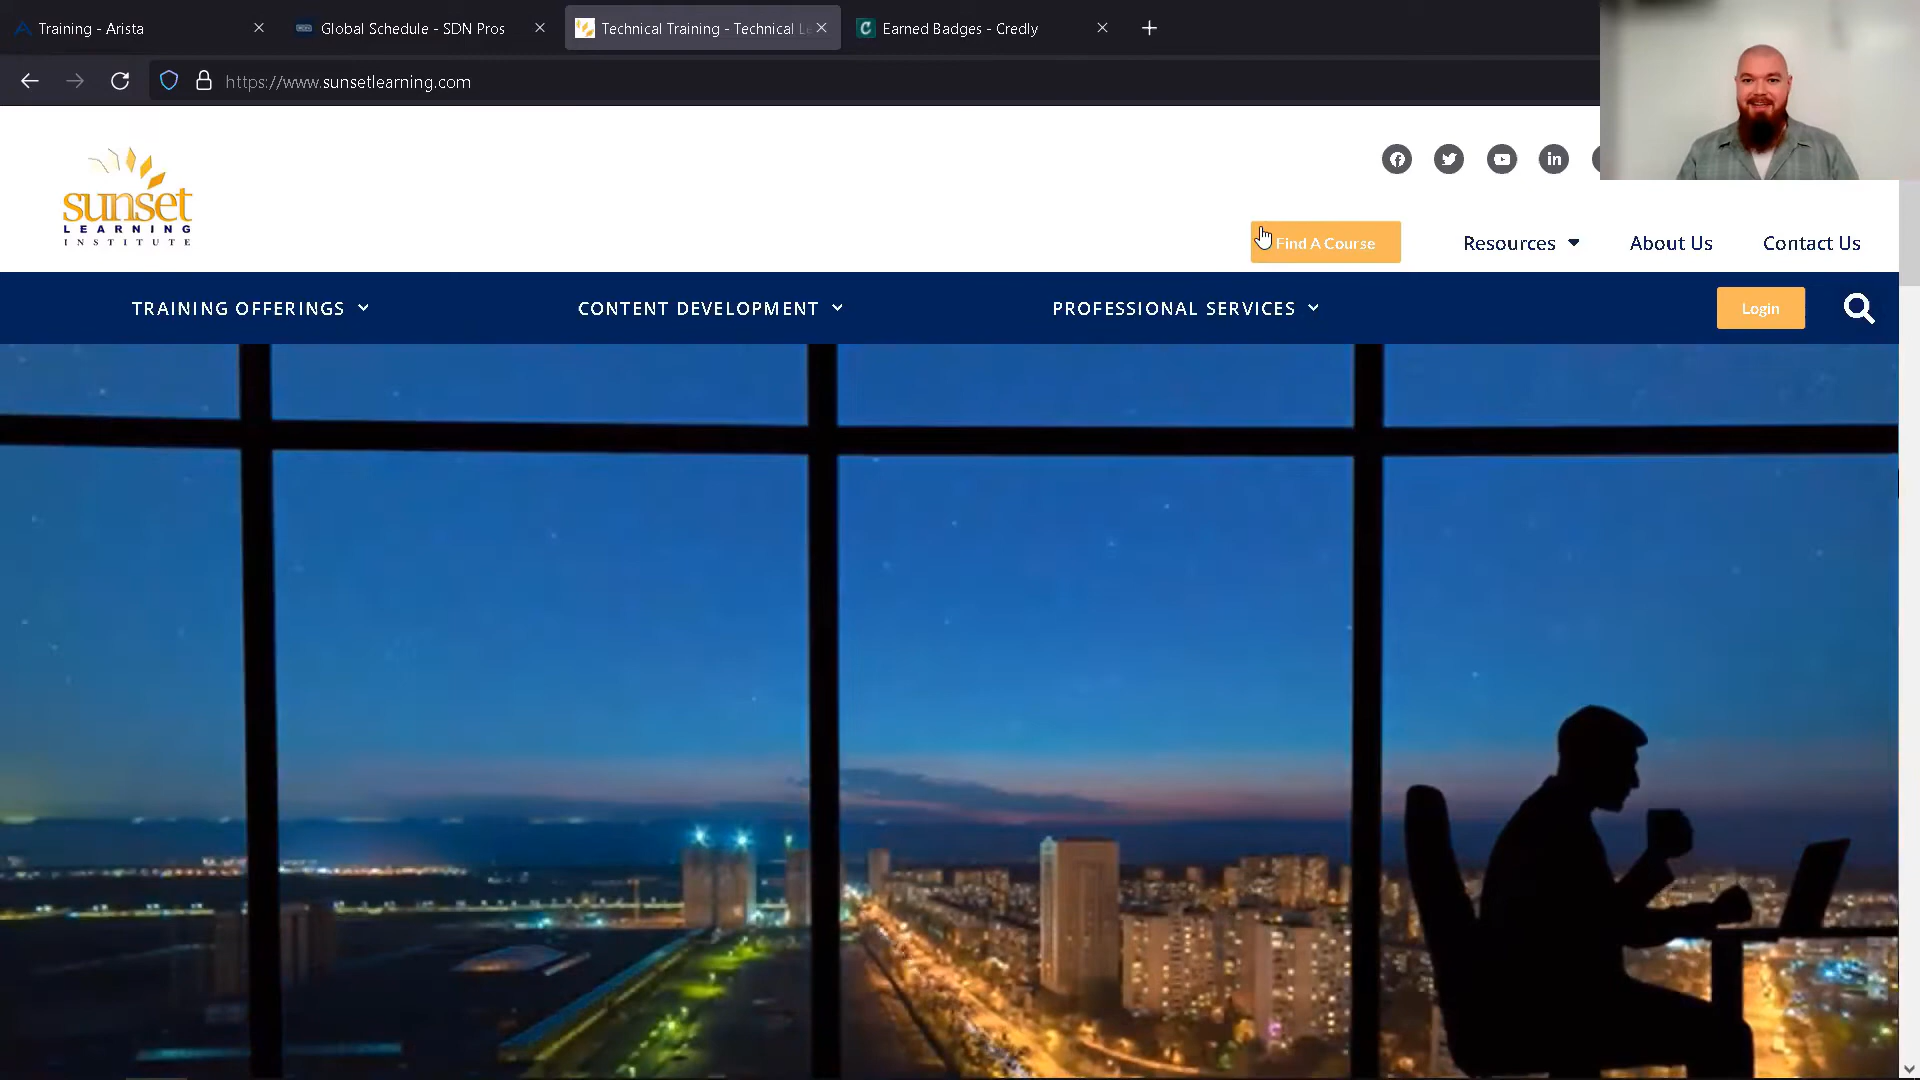 Training - Arista
Global Schedule - SDN Pros
Technical Training - Technical Le
Earned Badges - Credly
https://www.sunsetlearning.com
sunset
LEARNING
INSTITUTE
Find A Course
Resources
About Us
Contact Us
TRAINING OFFERINGS
CONTENT DEVELOPMENT
PROFESSIONAL SERVICES
Login